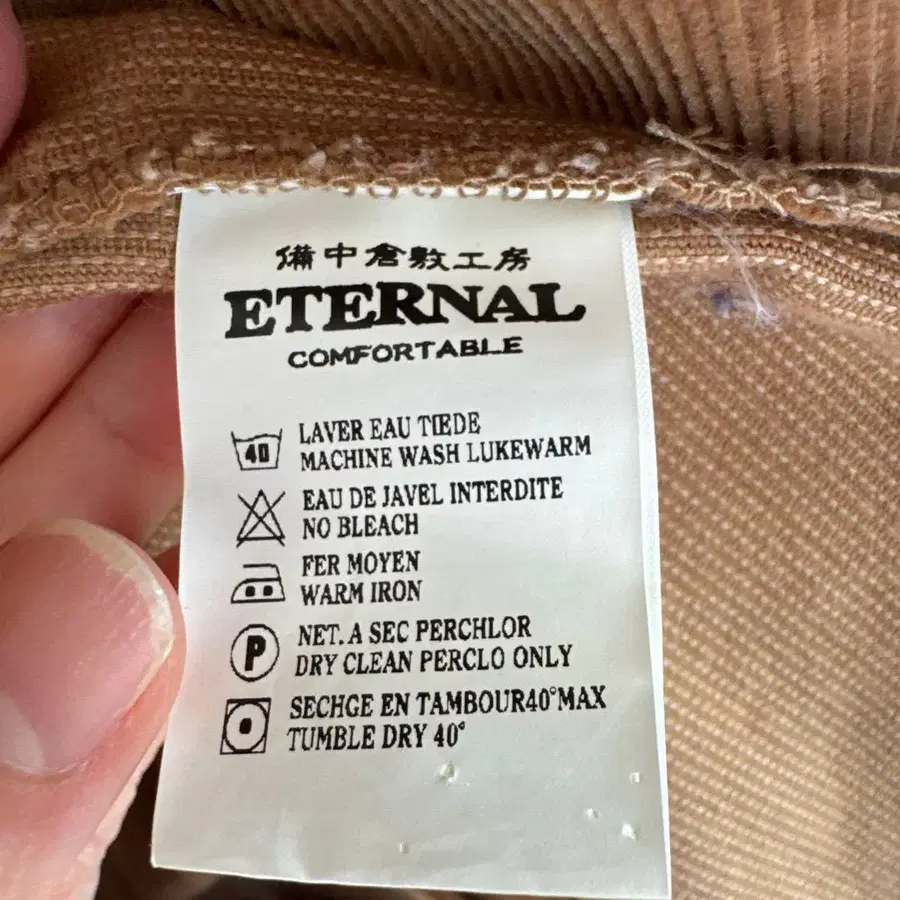 備中倉敷工房
ETERNAL
COMFORTABLE
40 LAVER EAU TIEDE
MACHINE WASH LUKEWARM
EAU DE JAVEL INTERDITE
NO BLEACH
FER MOYEN
WARM IRON
P NET. A SEC PERCHLOR
DRY CLEAN PERCLO ONLY
SECHGE EN TAMBOUR40°MAX
TUMBLE DRY 40°